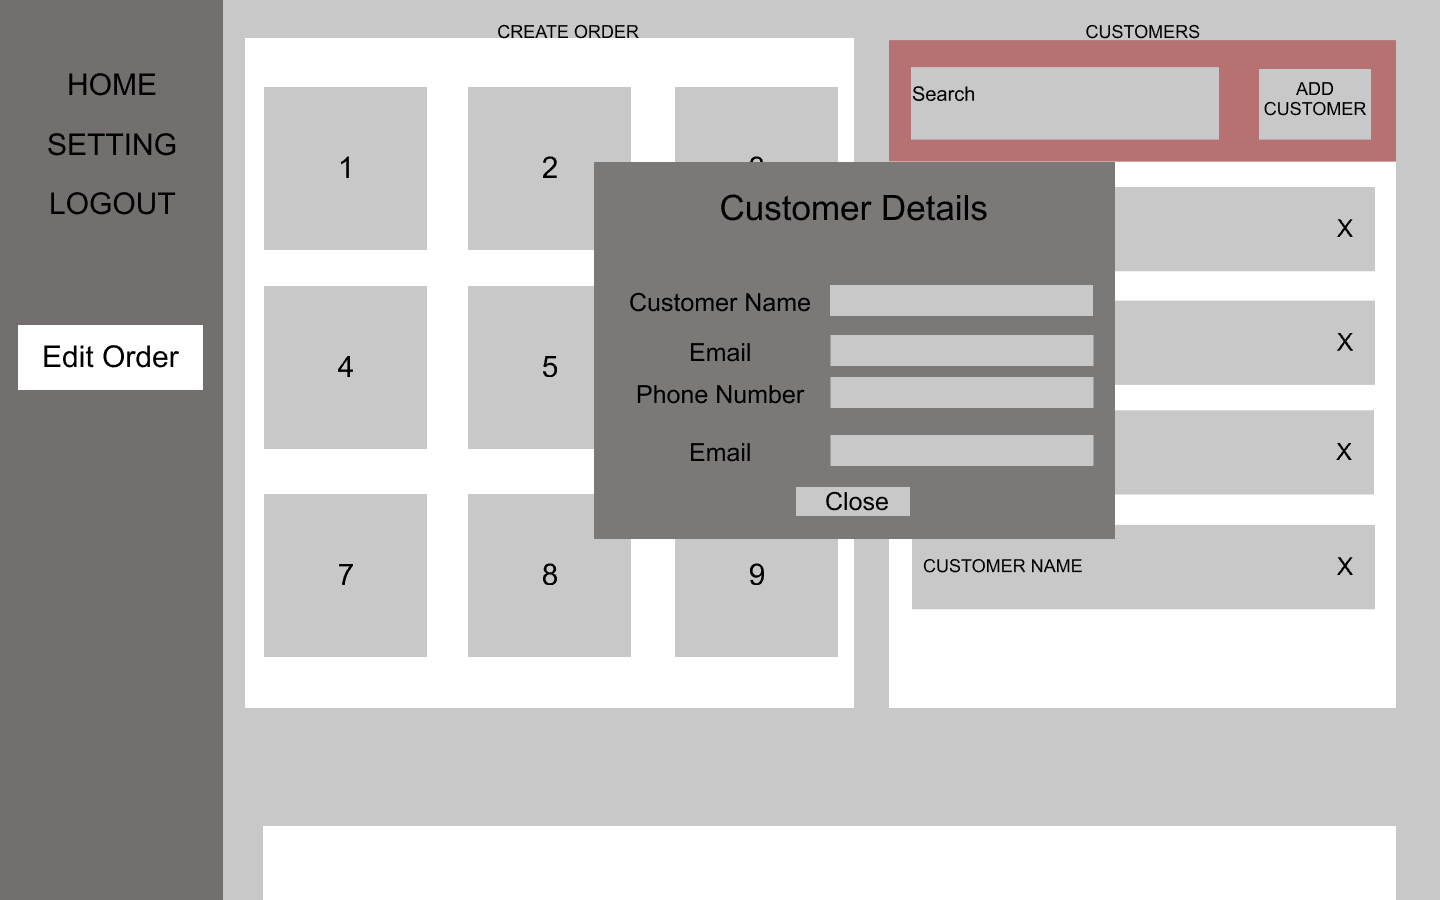 CREATE ORDER
CUSTOMERS
HOME
SETTING
LOGOUT
Edit Order
1
2
4
5
7
8
9
Search
ADD
CUSTOMER
X
X
X
CUSTOMER NAME
X
Customer Details
Customer Name
Email
Phone Number
Email
Close